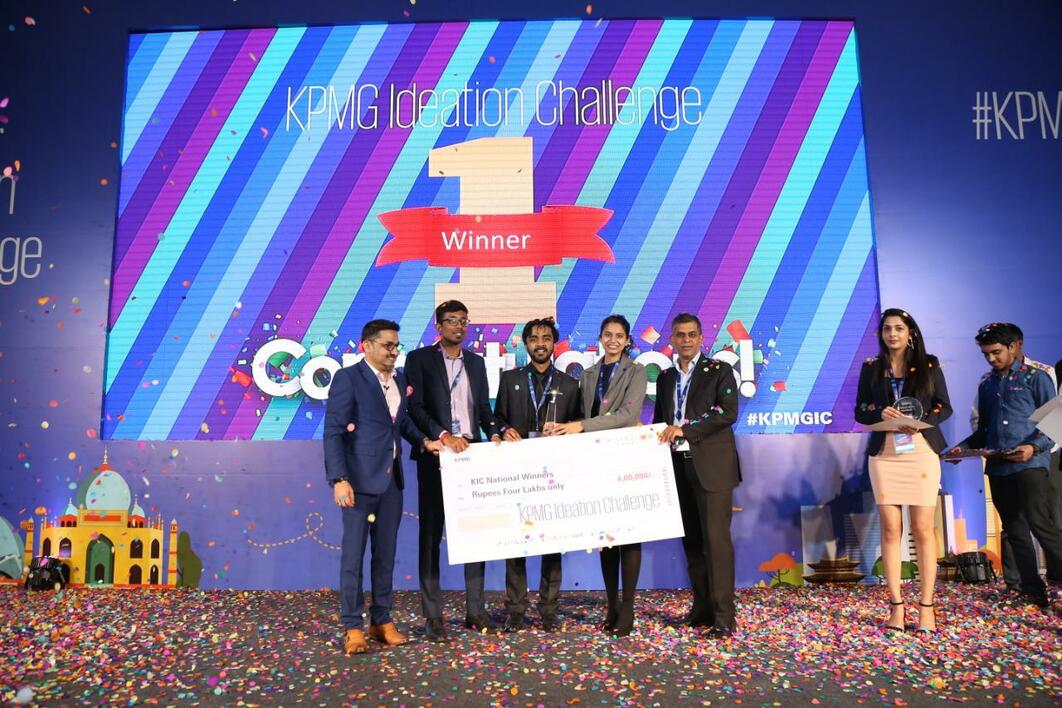 KPMG Ideation Challenge
1
Winner
#KPMGIC
#KPM
n
ge
KPMG
KIC National Winners
Rupees Four Lakhs only
4,00,000/-
KPMG Ideation Challenge